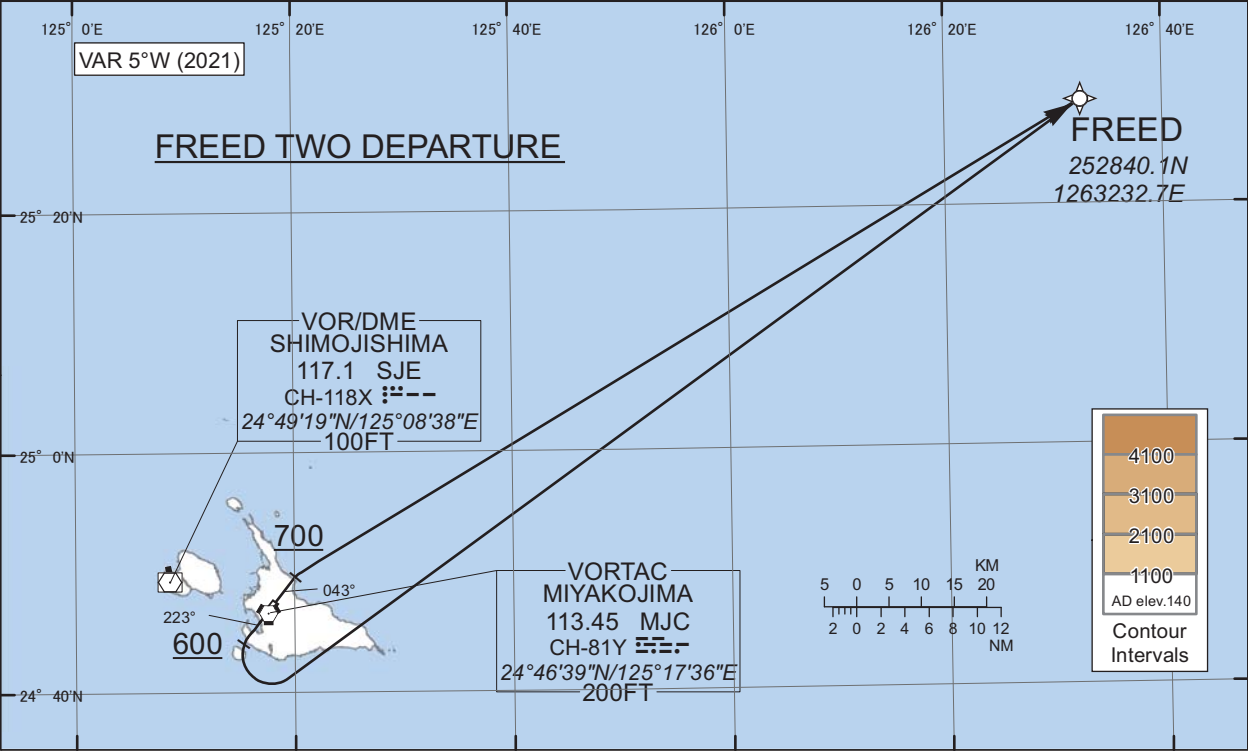 125° 0'E
125° 20'E
125° 40'E
126° 0'E
126° 20'E
126° 40'E
VAR 5°W (2021)
FREED TWO DEPARTURE
FREED
252840.1N
1263232.7E
25° 20'N
VOR/DME
SHIMOJISHIMA
117.1 SJE
CH-118X
24°49'19"N/125°08'38"E
100FT
25° 0'N
700
043°
223°
600
VORTAC
MIYAKOJIMA
113.45 MJC
CH-81Y
24°46'39"N/125°17'36"E
200FT
24° 40'N
KM
5 0 5 10 15 20
2 0 2 4 6 8 10 12
NM
4100
3100
2100
1100
AD elev.140
Contour
Intervals